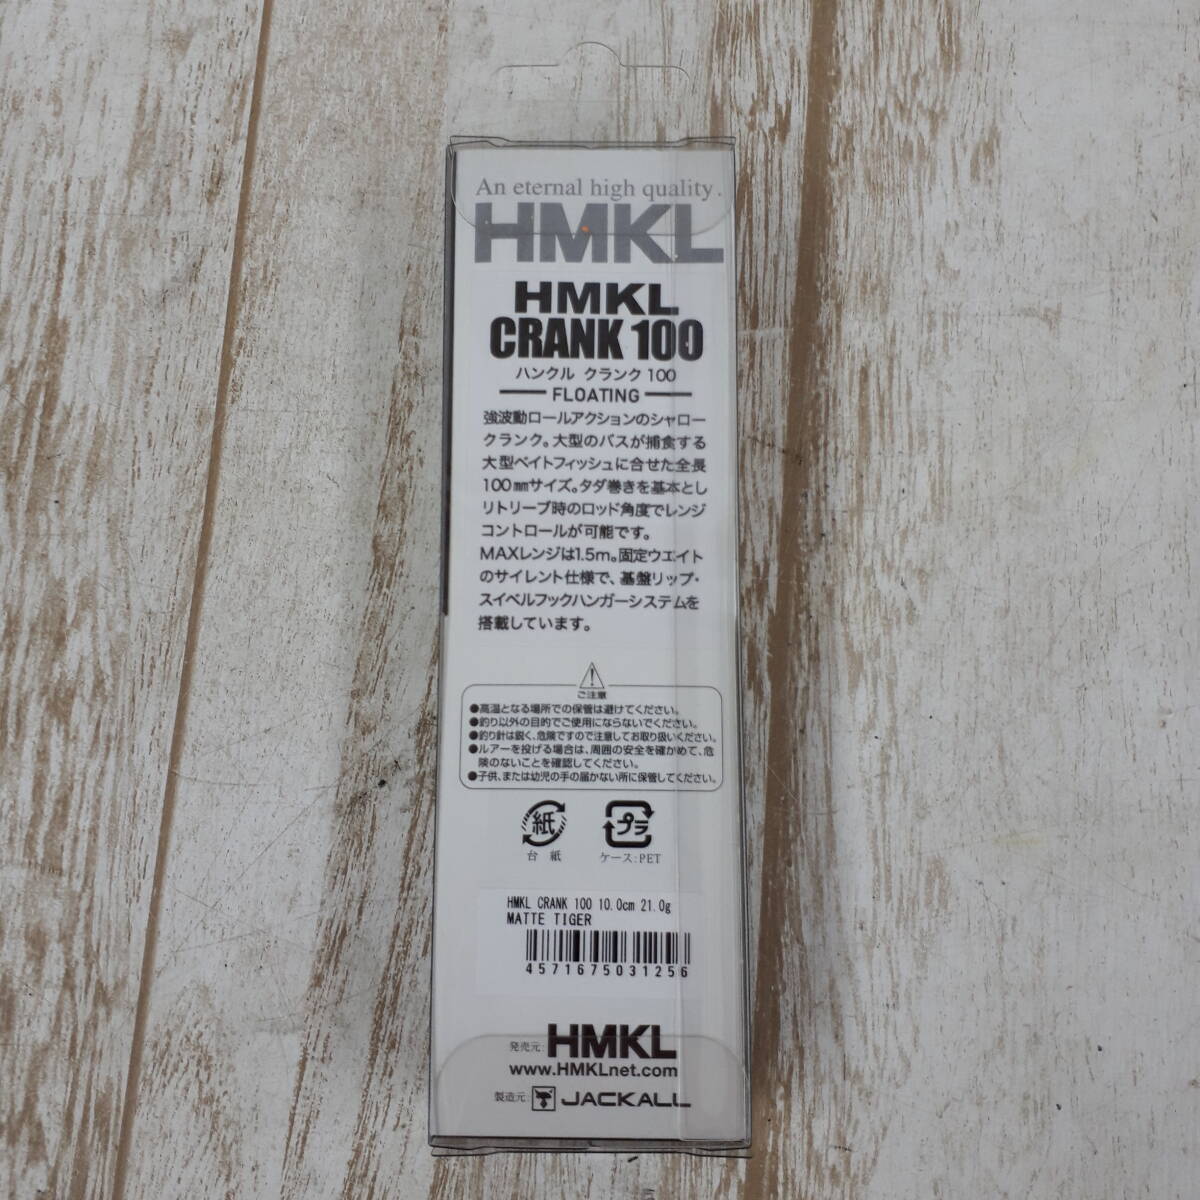 An eternal high quality.
HMKL
HMKL
CRANK 100
ハンクル クランク 100
FLOATING
強波動ロールアクションのシャロー
クランク。大型のバスが捕食する
大型ベイトフィッシュに合せた全長
100㎜サイズ。タダ巻きを基本とし
リトリーブ時のロッド角度でレンジ
コントロールが可能です。
MAXレンジは1.5m。固定ウエイト
のサイレント仕様で、基盤リップ・
スイベルフックハンガーシステムを
搭載しています。
ご注意
●高温となる場所での保管は避けてください。
●釣り以外の目的でご使用にならないでください。
●釣り針は鋭く、危険ですので注意してお取り扱いください。
●ルアーを投げる場合は、周囲の安全を確かめて、危
険のないことを確認してください。
●子供、または幼児の手の届かない所に保管してください。
紙
プラ
台 紙
ケース:PET
HMKL CRANK 100 10.0cm 21.0g
MATTE TIGER
4571675031256
発売元: HMKL
www.HMKLnet.com
製造元: JACKALL